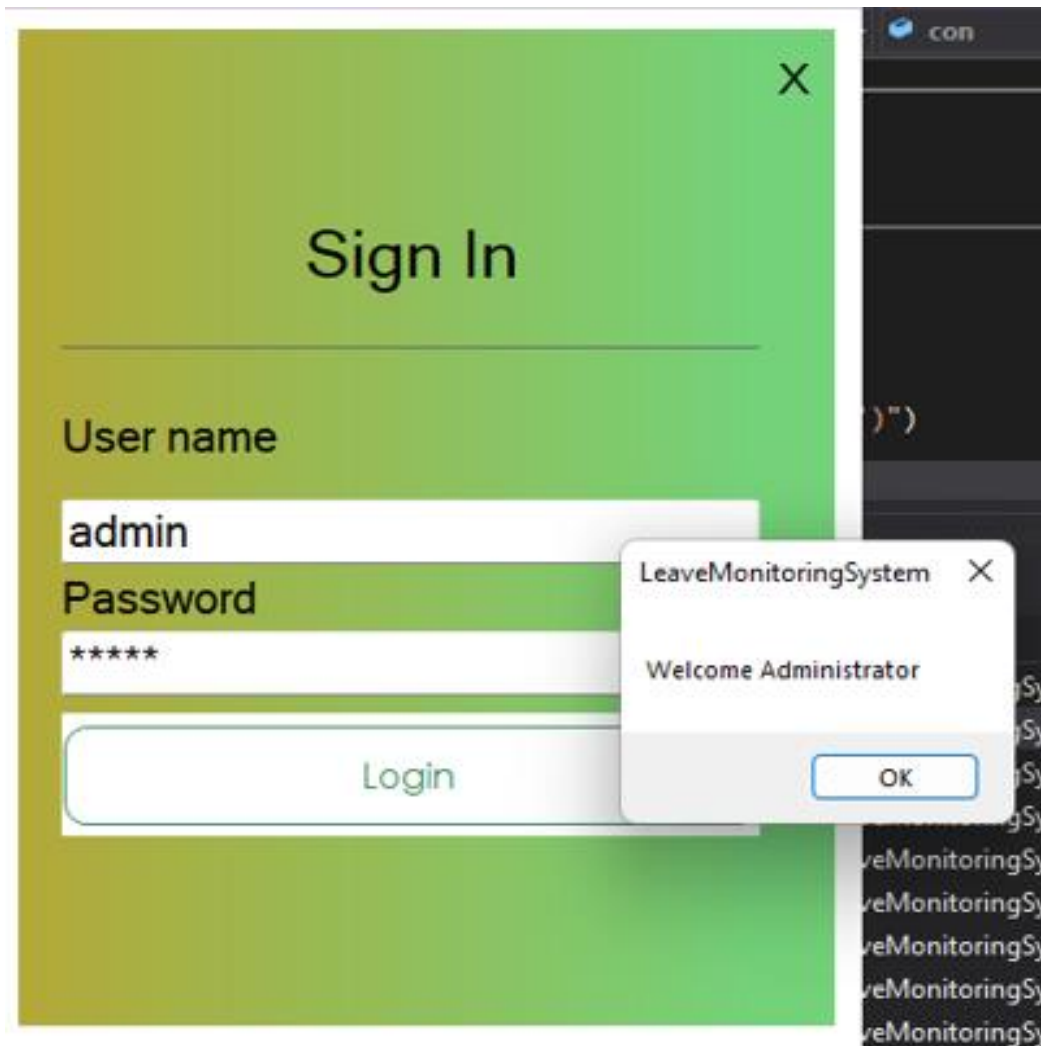 con
X
Sign In
")")
User name
admin
LeaveMonitoringSystem
Password
*****
Welcome Administrator
Login
OK
veMonitoringSy
veMonitoringSy
veMonitoringSy
veMonitoringSy
veMonitoringSy